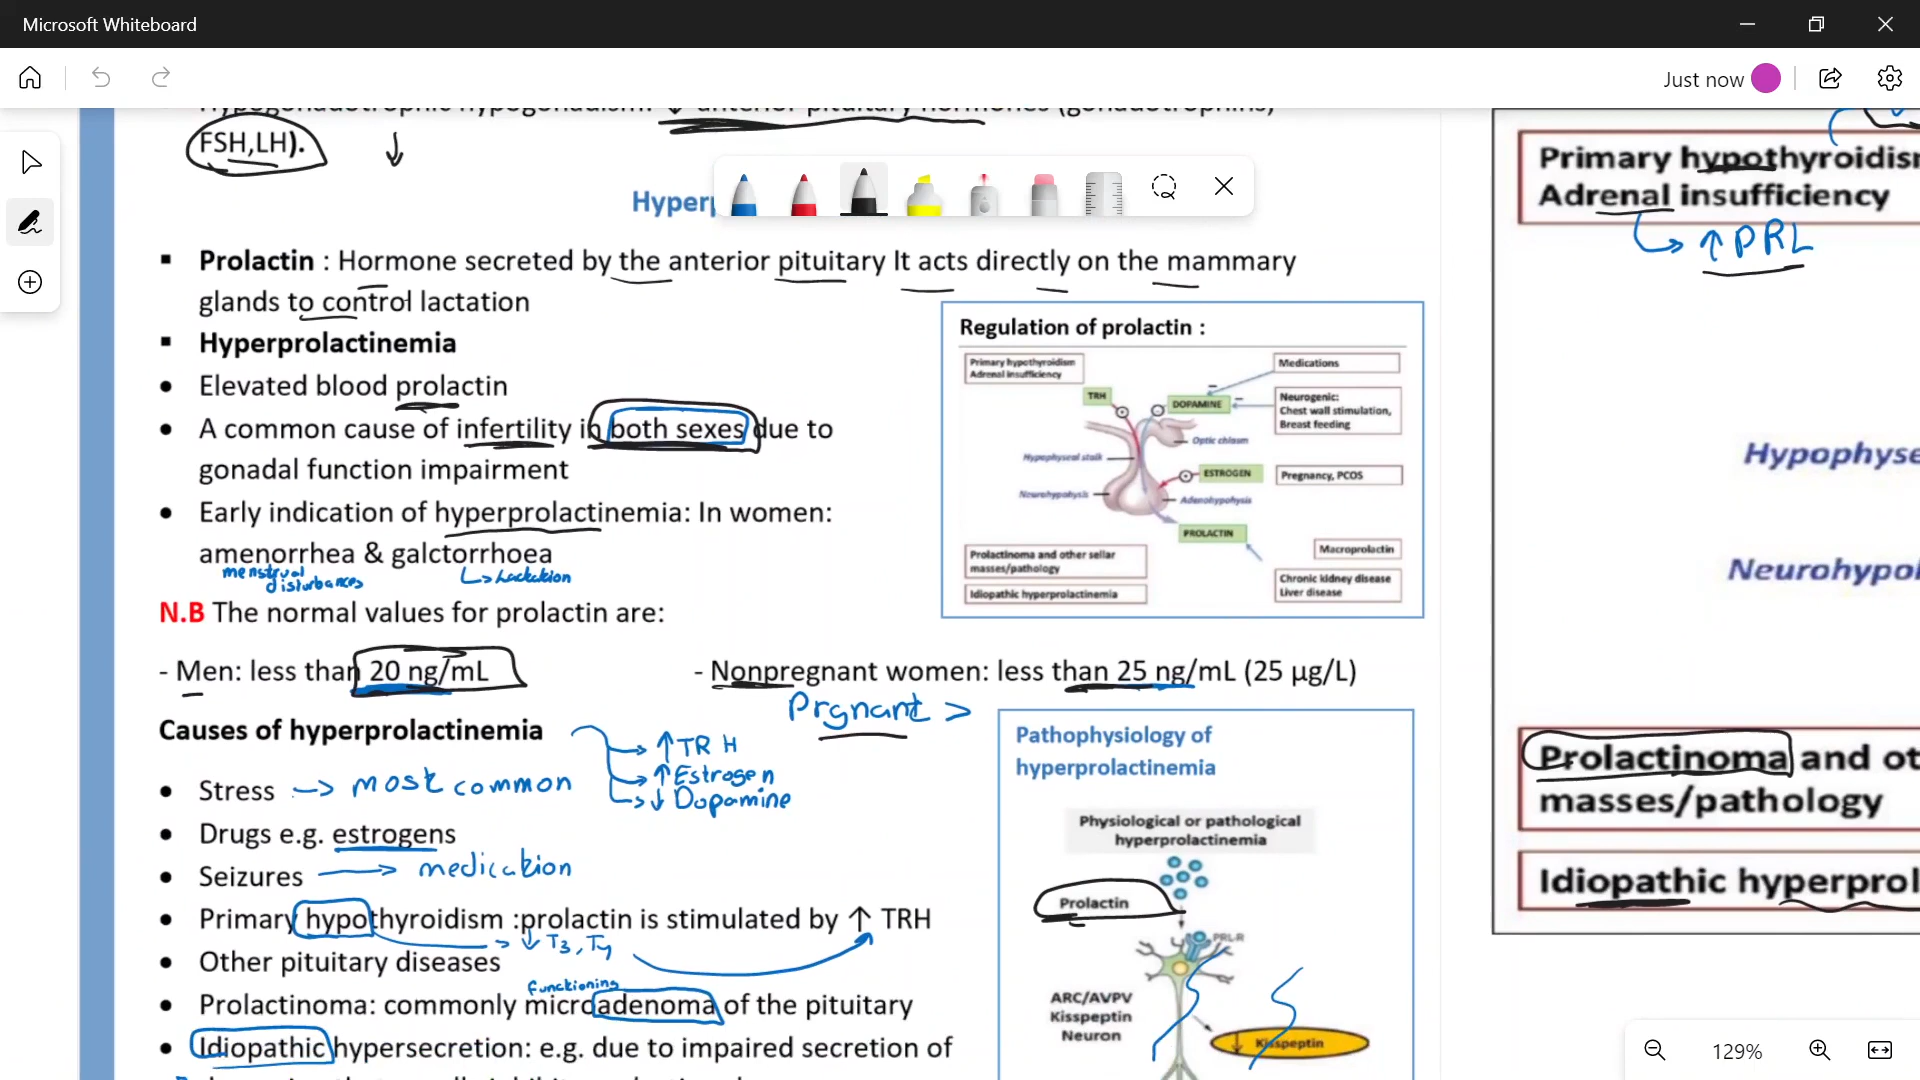 Microsoft Whiteboard
Just now
Hypogonadotrophic hypogonadism: ↓ anterior pituitary hormones (gonadotrophins)
FSH,LH).
↓
▪ Prolactin : Hormone secreted by the anterior pituitary It acts directly on the mammary
glands to control lactation
▪ Hyperprolactinemia
• Elevated blood prolactin
• A common cause of infertility in both sexes due to
gonadal function impairment
• Early indication of hyperprolactinemia: In women:
amenorrhea & galctorrhoea
menstrual
disturbances
↳ Lactation
N.B The normal values for prolactin are:
- Men: less than 20 ng/mL
- Nonpregnant women: less than 25 ng/mL (25 µg/L)
Prgnant >
Causes of hyperprolactinemia
↑ TRH
↑ Estrogen
↓ Dopamine
• Stress → most common
• Drugs e.g. estrogens
• Seizures → medication
• Primary hypothyroidism :prolactin is stimulated by ↑ TRH
→ ↓ T3, T4
• Other pituitary diseases
functioning
• Prolactinoma: commonly microadenoma of the pituitary
• Idiopathic hypersecretion: e.g. due to impaired secretion of
Regulation of prolactin :
Primary hypothyroidism
Adrenal insufficiency
Medications
TRH
DOPAMINE
Neurogenic:
Chest wall stimulation,
Breast feeding
Optic chiasm
Hypophyseal stalk
ESTROGEN
Pregnancy, PCOS
Neurohypohysis
Adenohypohysis
PROLACTIN
Macroprolactin
Prolactinoma and other sellar
masses/pathology
Chronic kidney disease
Liver disease
Idiopathic hyperprolactinemia
Pathophysiology of
hyperprolactinemia
Physiological or pathological
hyperprolactinemia
Prolactin
PRL-R
ARC/AVPV
Kisspeptin
Neuron
Kisspeptin
Primary hypothyroidis
Adrenal insufficiency
↳ ↑ PRL
Hypophyse
Neurohypo
Prolactinoma and ot
masses/pathology
Idiopathic hyperprol
129%